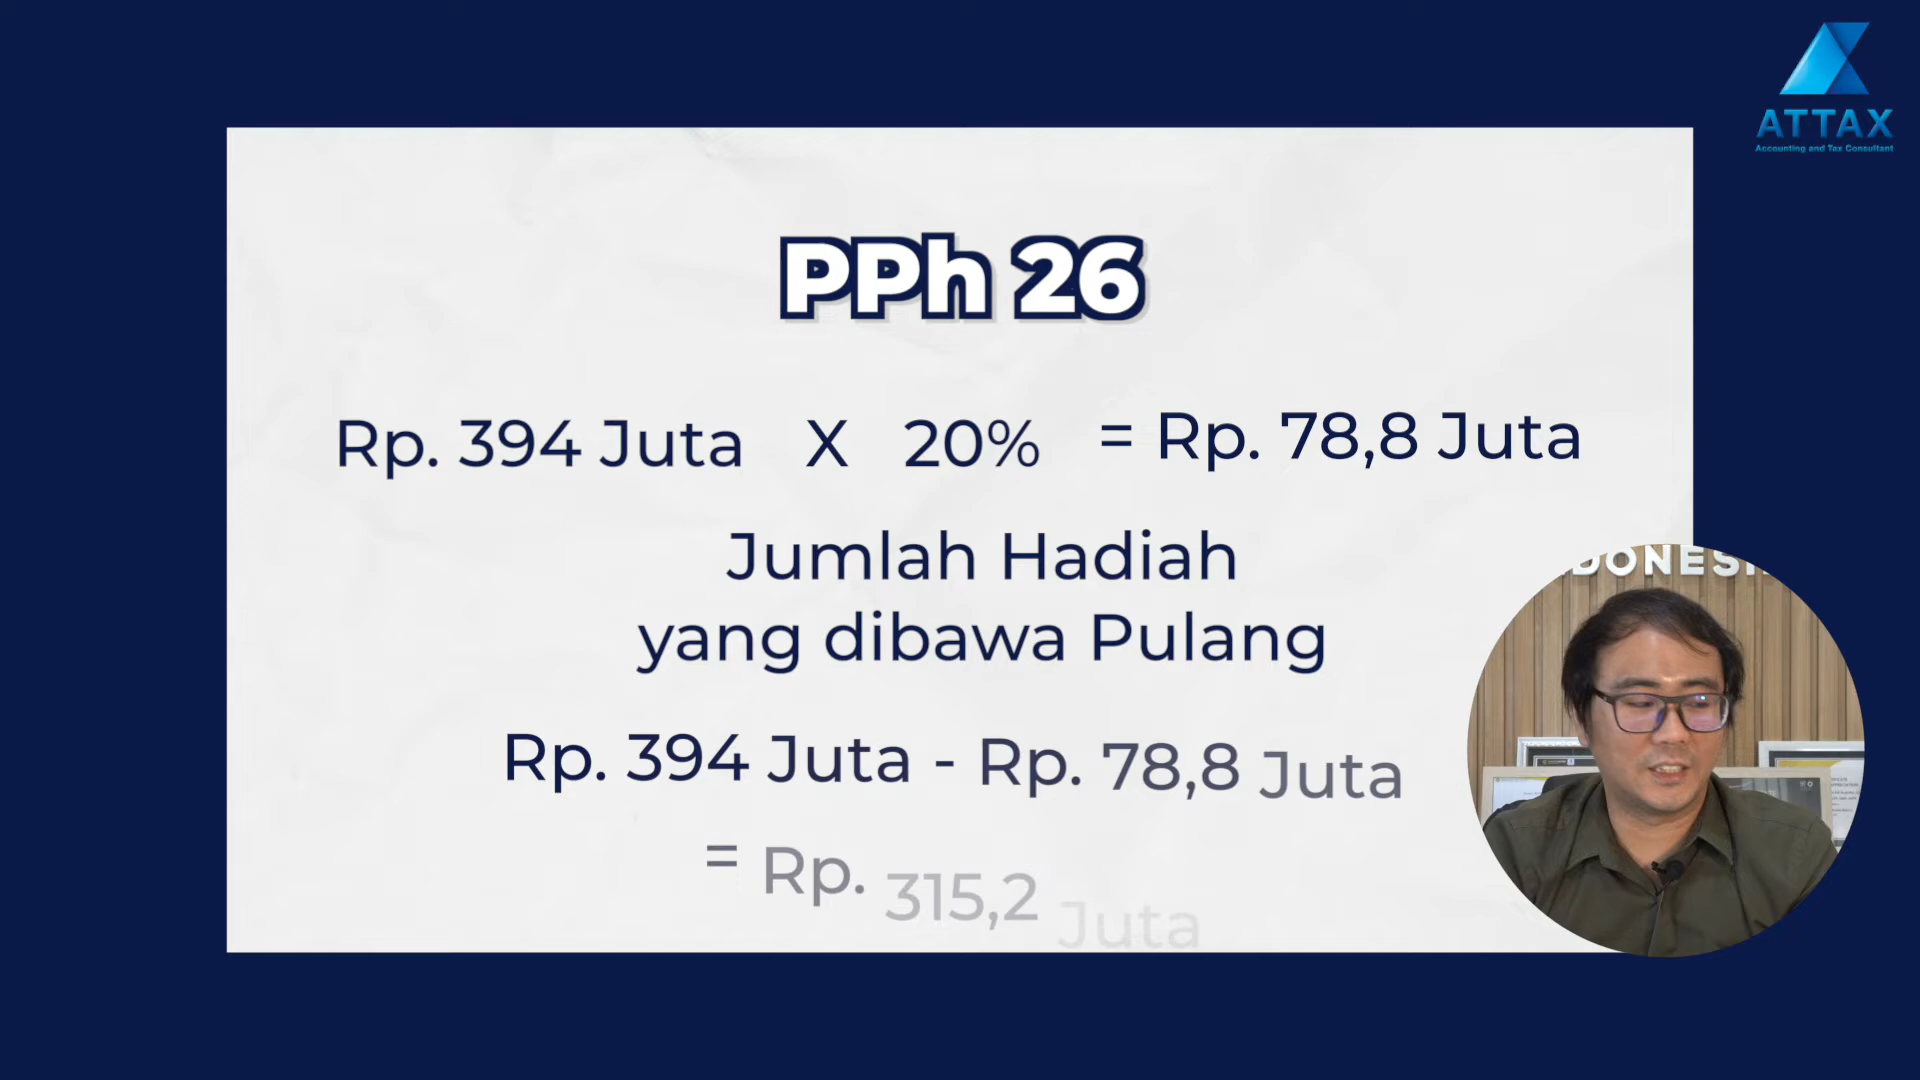 ATTAX
Accounting and Tax Consultant
PPh 26
Rp. 394 Juta X 20% = Rp. 78,8 Juta
Jumlah Hadiah
yang dibawa Pulang
Rp. 394 Juta - Rp. 78,8 Juta
= Rp. 315,2 Juta
DONESI